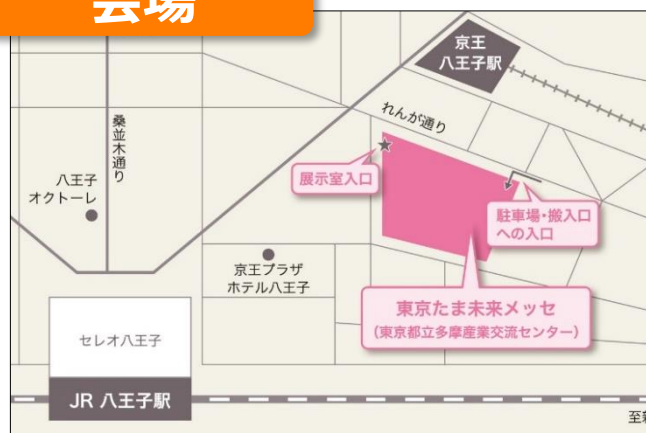 会場
京王
八王子駅
れんが通り
桑並木通り
八王子
オクトーレ
展示室入口
駐車場・搬入口
への入口
京王プラザ
ホテル八王子
東京たま未来メッセ
(東京都立多摩産業交流センター)
セレオ八王子
JR 八王子駅